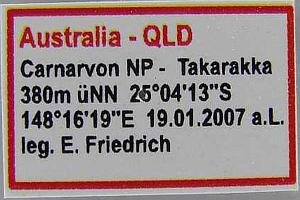 Australia - QLD
Carnarvon NP - Takarakka
380m üNN 25°04'13"S
148°16'19"E 19.01.2007 a.L.
leg. E. Friedrich